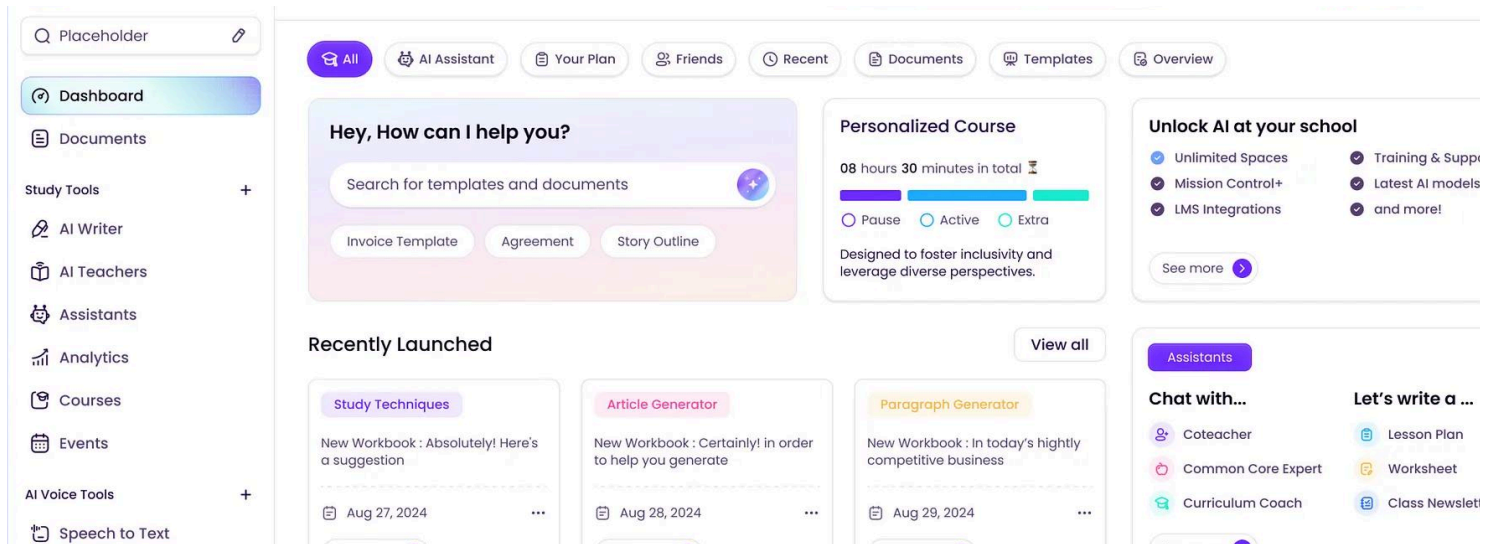 Placeholder
Dashboard
Documents
Study Tools
AI Writer
AI Teachers
Assistants
Analytics
Courses
Events
AI Voice Tools
Speech to Text
All
AI Assistant
Your Plan
Friends
Recent
Documents
Templates
Overview
Hey, How can I help you?
Search for templates and documents
Invoice Template
Agreement
Story Outline
Personalized Course
08 hours 30 minutes in total
Pause
Active
Extra
Designed to foster inclusivity and
leverage diverse perspectives.
Unlock AI at your school
Unlimited Spaces
Mission Control+
LMS Integrations
Training & Suppo
Latest AI models
and more!
See more
Recently Launched
View all
Study Techniques
New Workbook : Absolutely! Here's
a suggestion
Aug 27, 2024
Article Generator
New Workbook : Certainly! in order
to help you generate
Aug 28, 2024
Paragraph Generator
New Workbook : In today's hightly
competitive business
Aug 29, 2024
Assistants
Chat with...
Coteacher
Common Core Expert
Curriculum Coach
Let's write a ...
Lesson Plan
Worksheet
Class Newslet